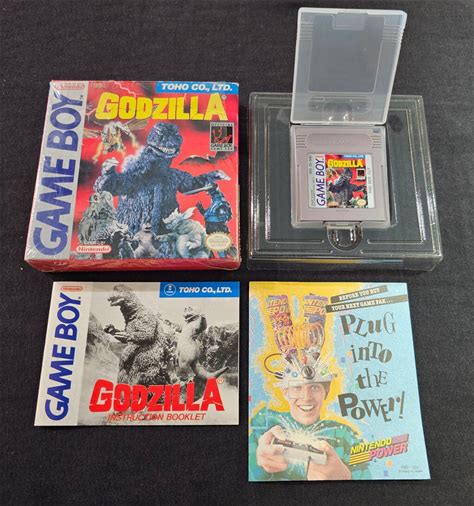 TOHO CO., LTD.
GODZILLA
GAME BOY
Nintendo
GAME BOY
GODZILLA
Nintendo
TOHO CO., LTD.
GAME BOY
GODZILLA
INSTRUCTION BOOKLET
BEFORE YOU BUY
YOUR NEXT GAME PAK...
PLUG
into
the
POWER!
NINTENDO
POWER